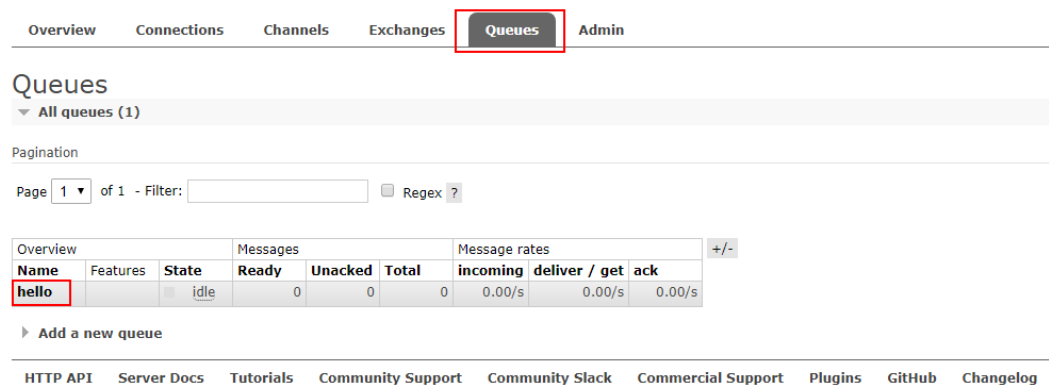 Overview Connections Channels Exchanges Queues Admin
Queues
All queues (1)
Pagination
Page 1 of 1 - Filter: Regex ?
Overview Messages Message rates +/-
Name Features State Ready Unacked Total incoming deliver / get ack
hello idle 0 0 0 0.00/s 0.00/s 0.00/s
Add a new queue
HTTP API Server Docs Tutorials Community Support Community Slack Commercial Support Plugins GitHub Changelog